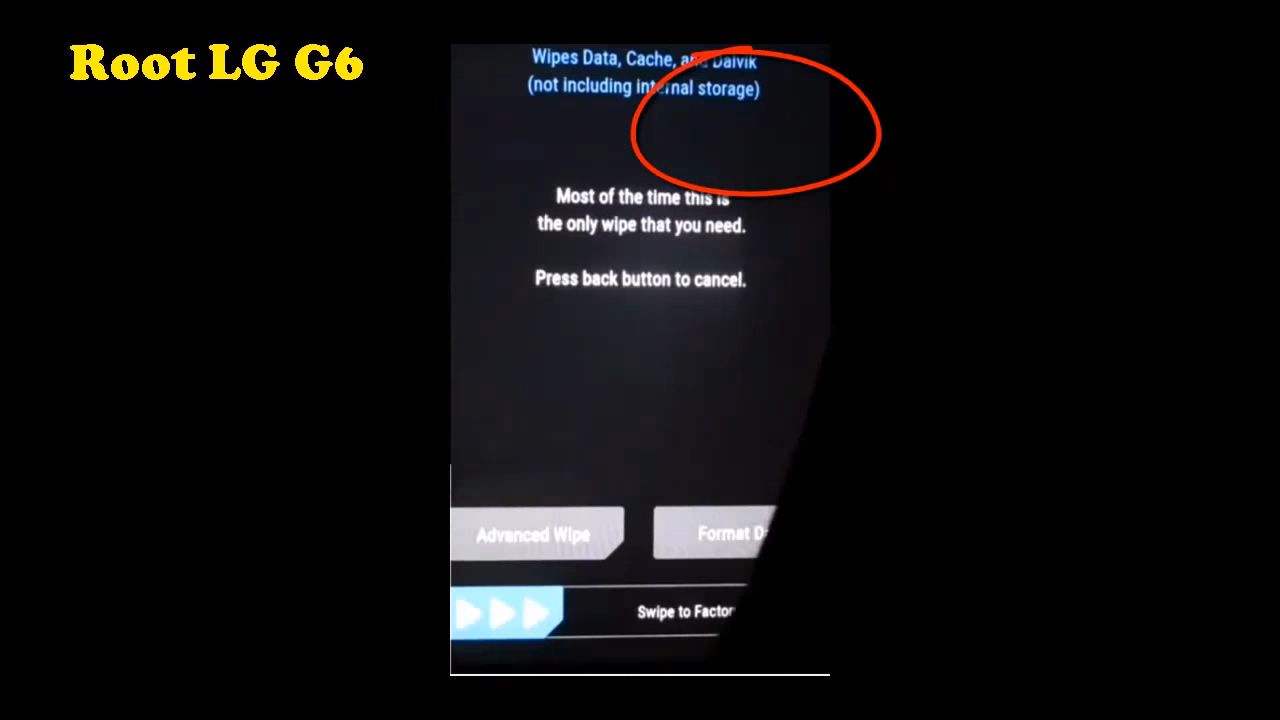 Root LG G6
Wipes Data, Cache, and Dalvik
(not including internal storage)
Most of the time this is
the only wipe that you need.
Press back button to cancel.
Advanced Wipe
Format
Swipe to